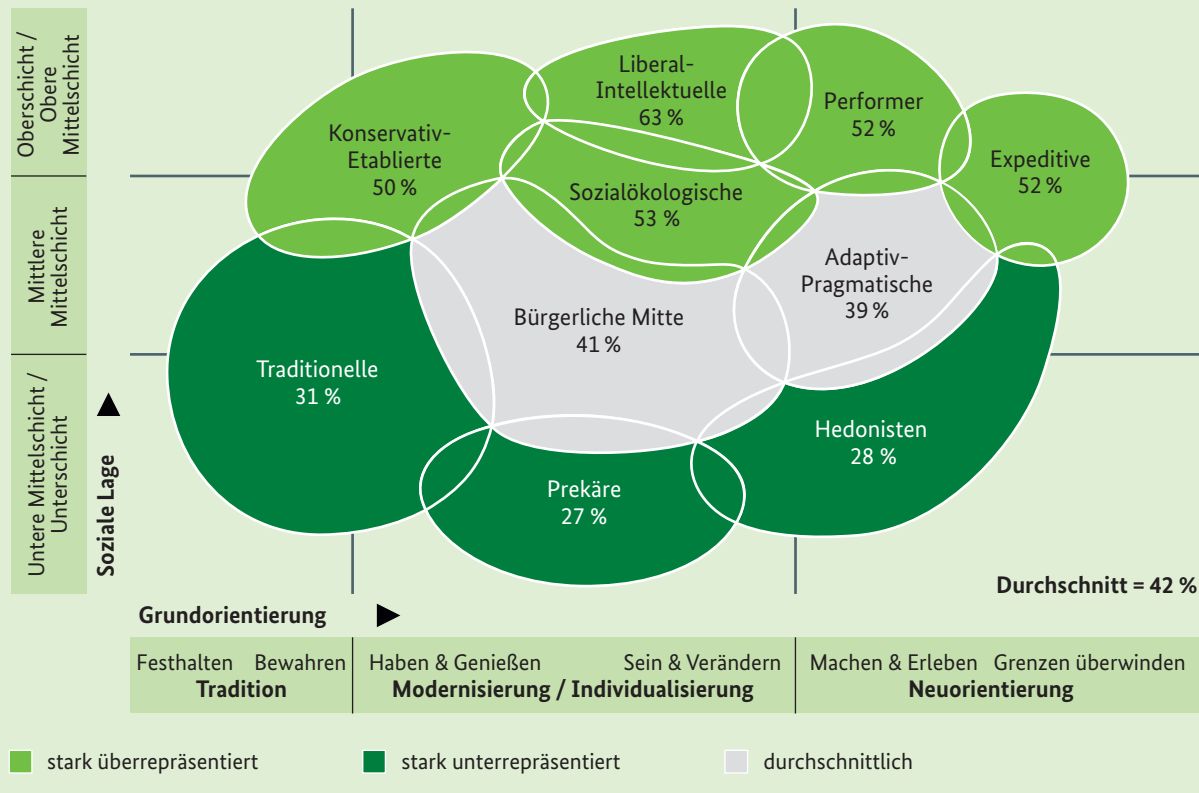 Oberschicht /
Obere
Mittelschicht
Mittlere
Mittelschicht
Untere Mittelschicht /
Unterschicht
Soziale Lage
Konservativ-
Etablierte
50 %
Liberal-
Intellektuelle
63 %
Performer
52 %
Expeditive
52 %
Sozialökologische
53 %
Adaptiv-
Pragmatische
39 %
Bürgerliche Mitte
41 %
Traditionelle
31 %
Hedonisten
28 %
Prekäre
27 %
Durchschnitt = 42 %
Grundorientierung
Festhalten Bewahren
Tradition
Haben & Genießen Sein & Verändern
Modernisierung / Individualisierung
Machen & Erleben Grenzen überwinden
Neuorientierung
stark überrepräsentiert
stark unterrepräsentiert
durchschnittlich